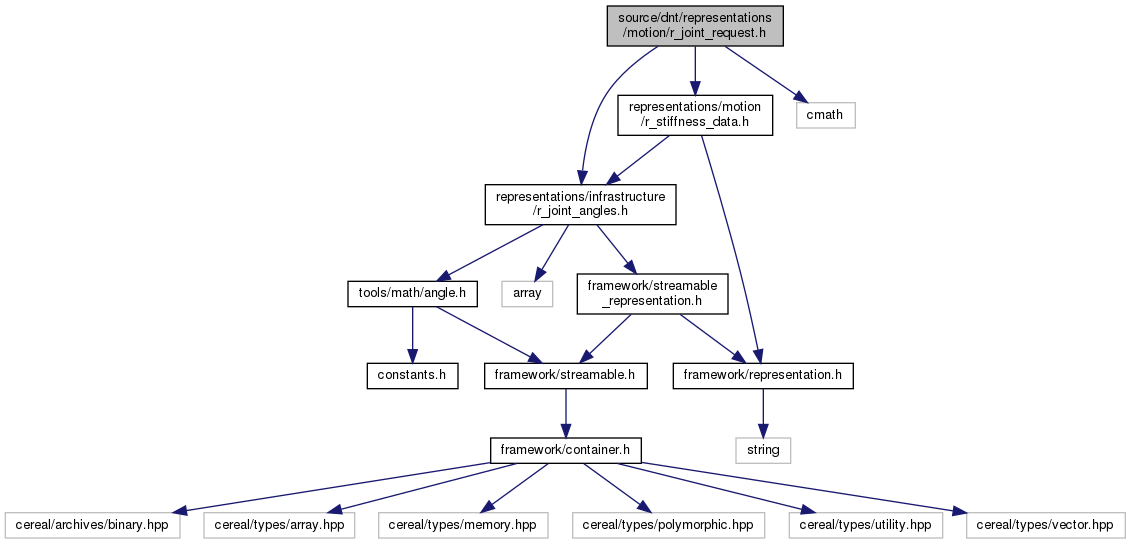 source/dnt/representations
/motion/r_joint_request.h
representations/motion
/r_stiffness_data.h
cmath
representations/infrastructure
/r_joint_angles.h
tools/math/angle.h
array
framework/streamable
_representation.h
constants.h
framework/streamable.h
framework/representation.h
framework/container.h
string
cereal/archives/binary.hpp
cereal/types/array.hpp
cereal/types/memory.hpp
cereal/types/polymorphic.hpp
cereal/types/utility.hpp
cereal/types/vector.hpp